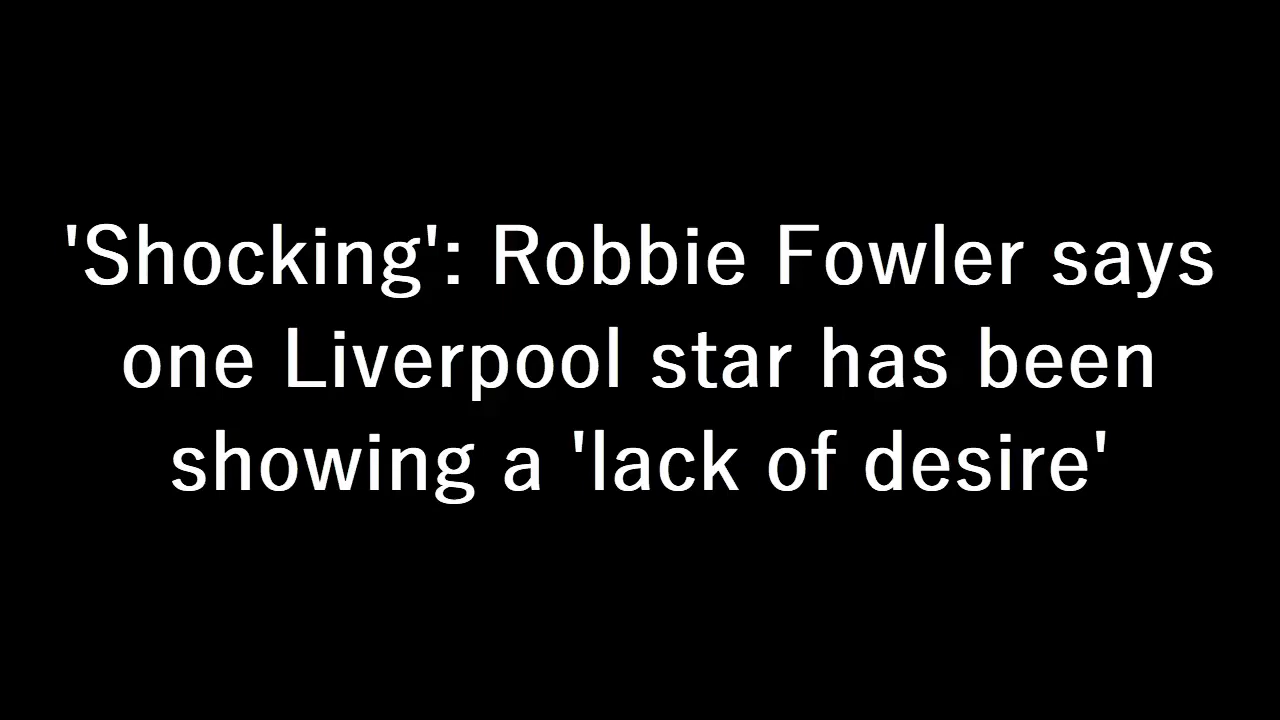 'Shocking': Robbie Fowler says
one Liverpool star has been
showing a 'lack of desire'